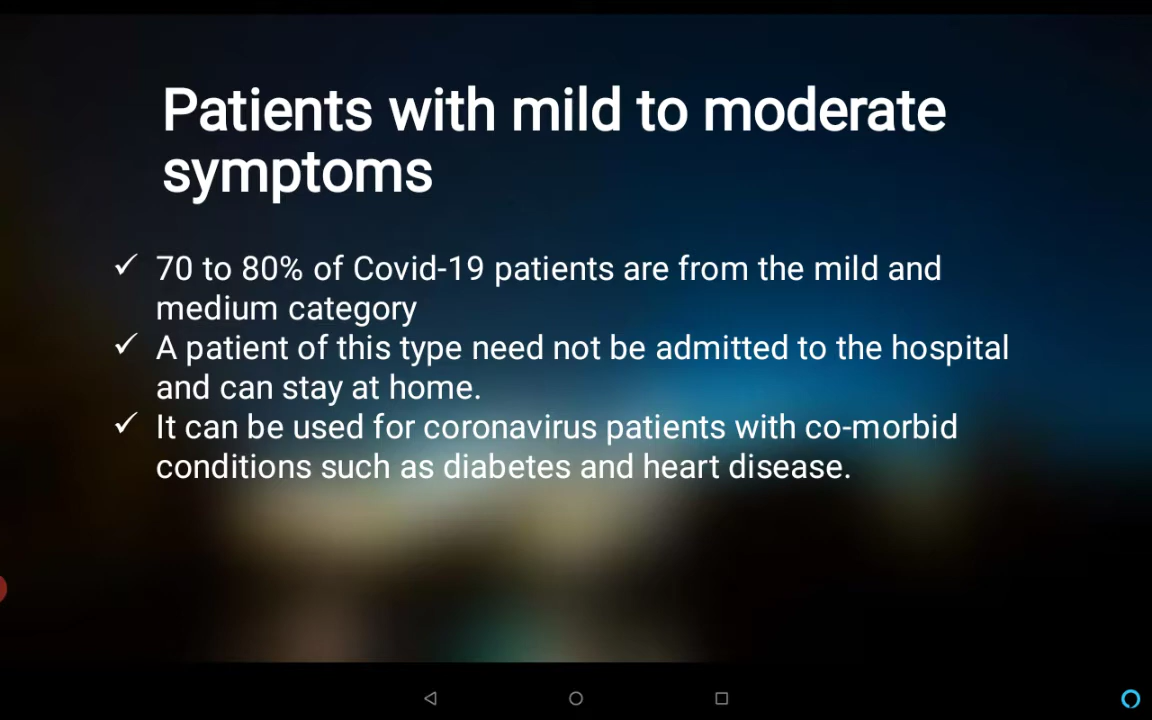 Patients with mild to moderate
symptoms
✓ 70 to 80% of Covid-19 patients are from the mild and
medium category
✓ A patient of this type need not be admitted to the hospital
and can stay at home.
✓ It can be used for coronavirus patients with co-morbid
conditions such as diabetes and heart disease.